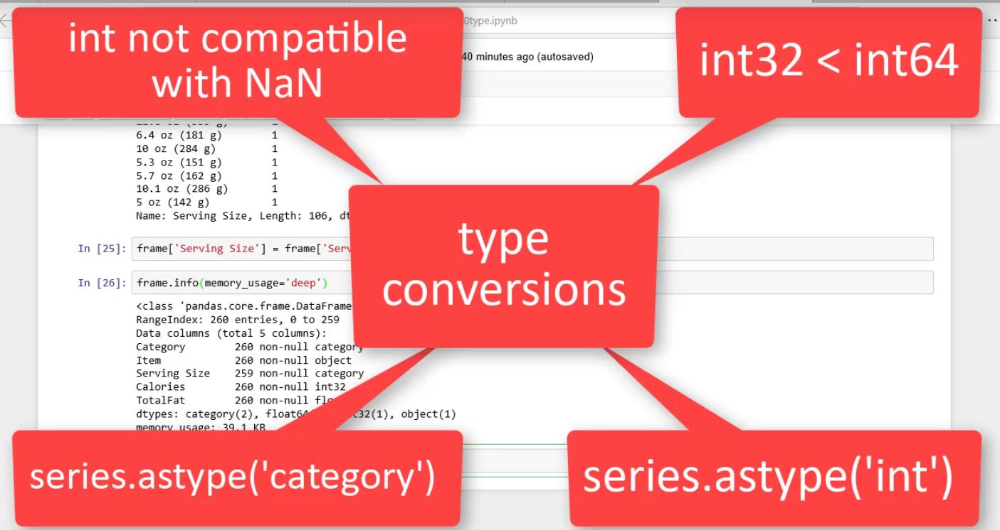 int not compatible
with NaN
0type.ipynb
40 minutes ago (autosaved)
int32 < int64
6.4 oz (181 g) 1
10 oz (284 g) 1
5.3 oz (151 g) 1
5.7 oz (162 g) 1
10.1 oz (286 g) 1
5 oz (142 g) 1
Name: Serving Size, Length: 106,
type
conversions
In [25]: frame['Serving Size'] = frame['Serv
In [26]: frame.info(memory_usage='deep')
<class 'pandas.core.frame.DataFrame
RangeIndex: 260 entries, 0 to 259
Data columns (total 5 columns):
Category 260 non-null category
Item 260 non-null object
Serving Size 259 non-null category
Calories 260 non-null int32
TotalFat 260 non-null flo
dtypes: category(2), float64 t32(1), object(1)
memory usage: 39.1 KB
series.astype('category')
series.astype('int')